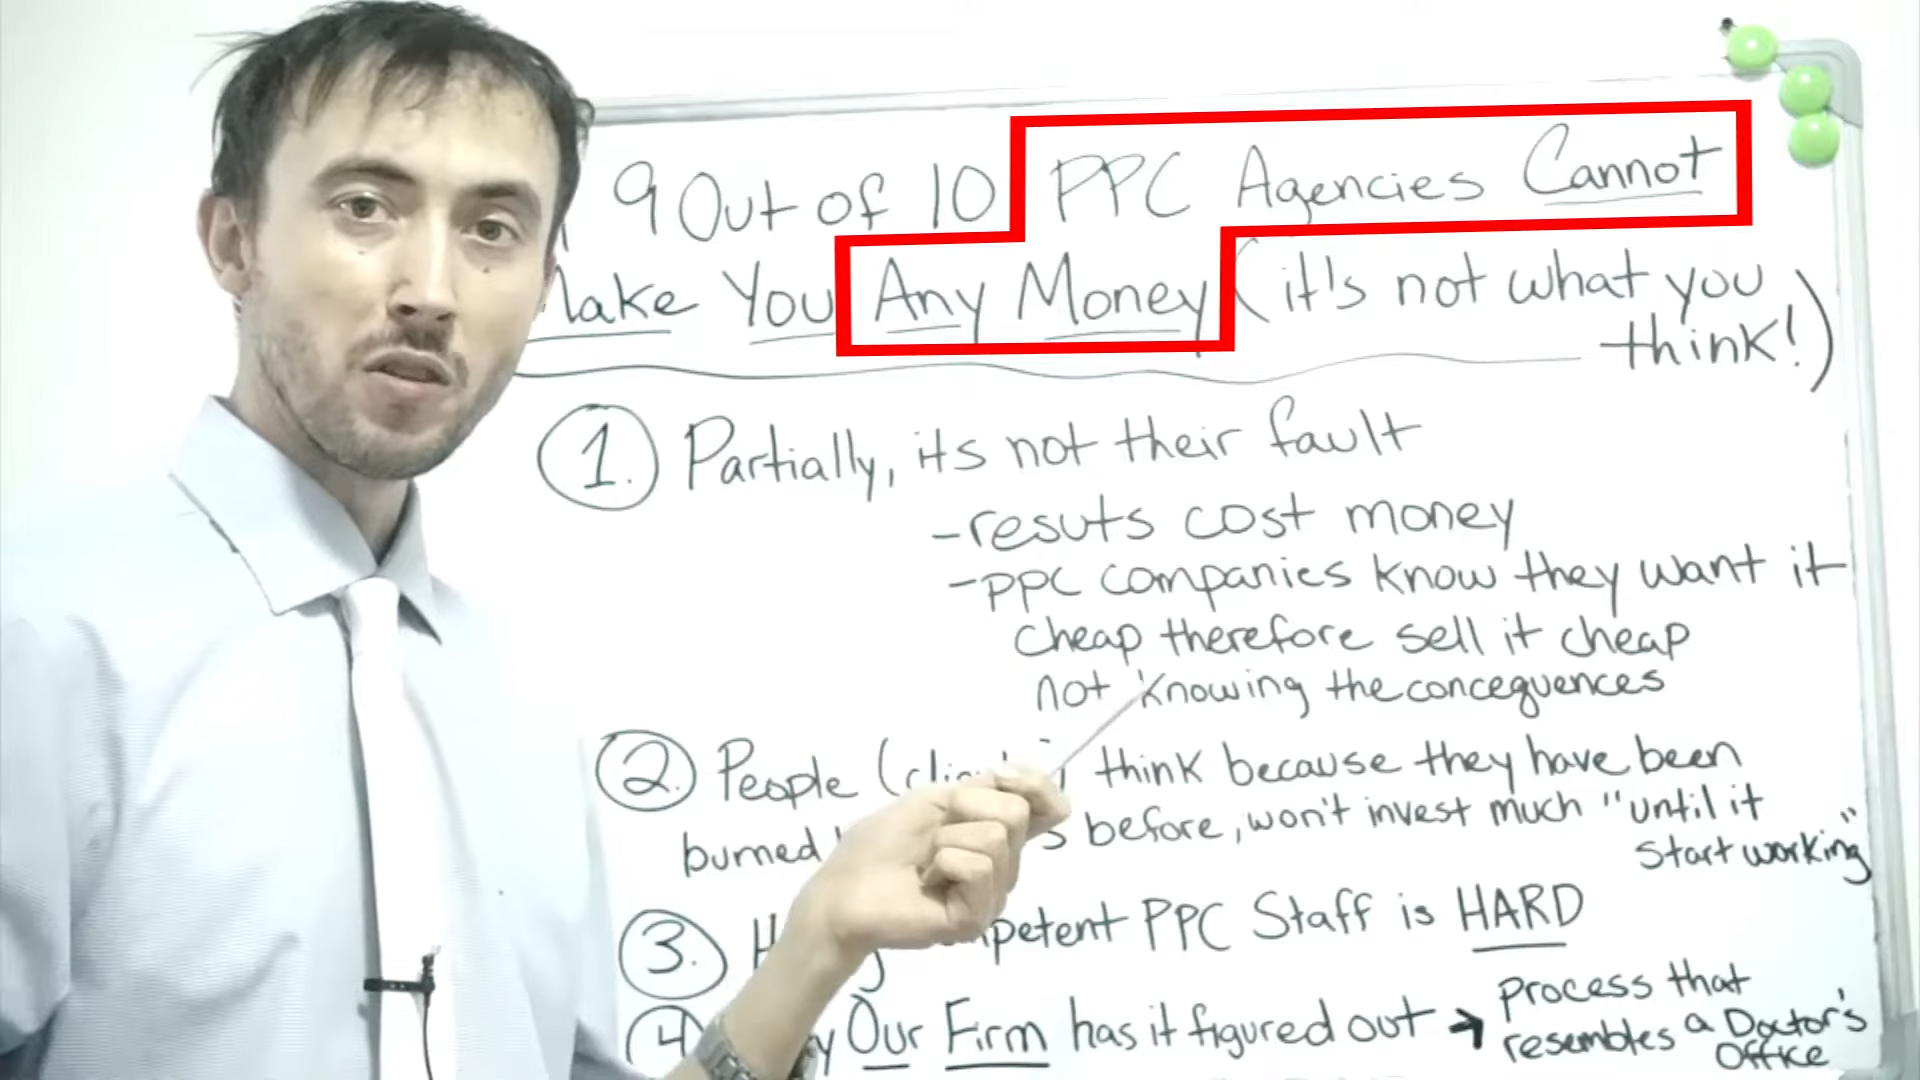 9 Out of 10 PPC Agencies Cannot
Make You Any Money (it's not what you
think!)
1. Partially, its not their fault
-resuts cost money
-PPC companies know they want it
cheap therefore sell it cheap
not knowing the concequences
2. People think because they have been
burned before, won't invest much "until it
start working"
3. PPC Staff is HARD
4. Our Firm has it figured out → process that
resembles a Doctor's
Office